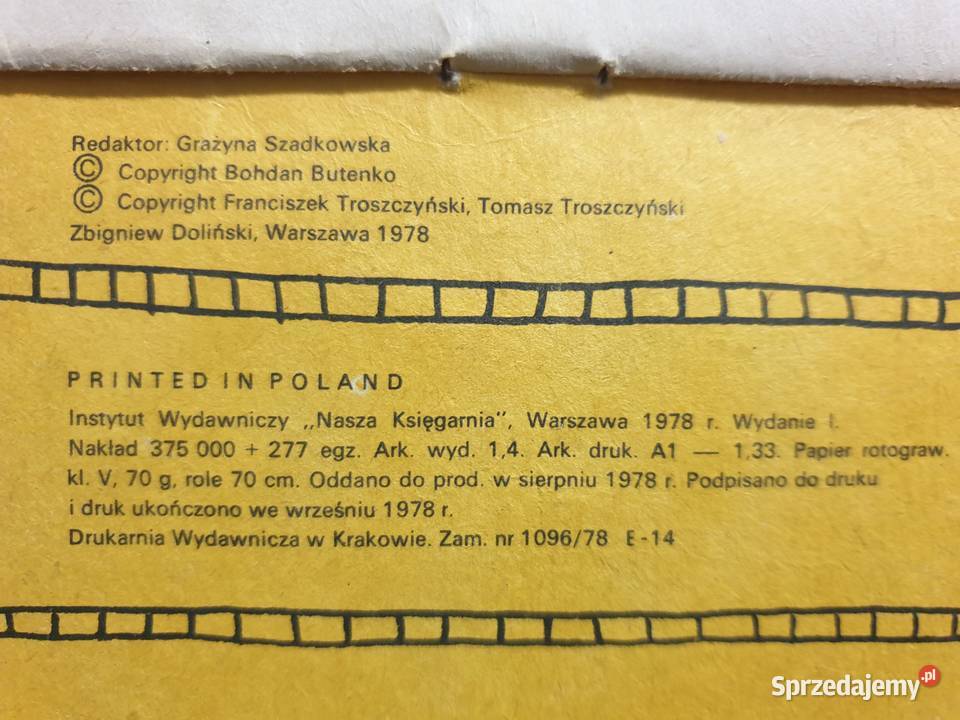 Redaktor: Grażyna Szadkowska
© Copyright Bohdan Butenko
© Copyright Franciszek Troszczyński, Tomasz Troszczyński
Zbigniew Doliński, Warszawa 1978
PRINTED IN POLAND
Instytut Wydawniczy „Nasza Księgarnia”, Warszawa 1978 r. Wydanie I.
Nakład 375 000 + 277 egz. Ark. wyd. 1,4. Ark. druk. A1 — 1,33. Papier rotograw.
kl. V, 70 g, role 70 cm. Oddano do prod. w sierpniu 1978 r. Podpisano do druku
i druk ukończono we wrześniu 1978 r.
Drukarnia Wydawnicza w Krakowie. Zam. nr 1096/78 E-14
Sprzedajemy.pl